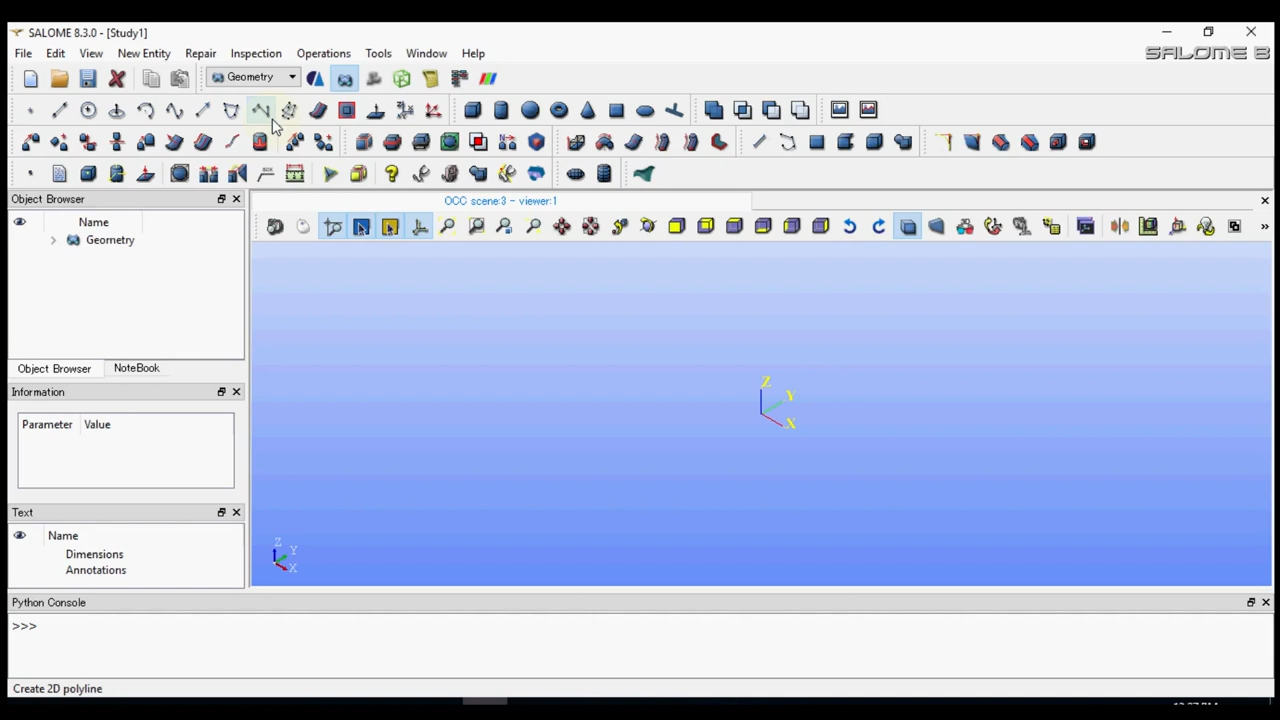 SALOME 8.3.0 - [Study1]
File Edit View New Entity Repair Inspection Operations Tools Window Help
SALOME 8
Geometry
Object Browser
OCC scene:3 - viewer:1
Name
Geometry
Object Browser NoteBook
Information
Parameter Value
Text
Name
Dimensions
Annotations
Z
Y
X
Z
Y
X
Python Console
>>>
Create 2D polyline